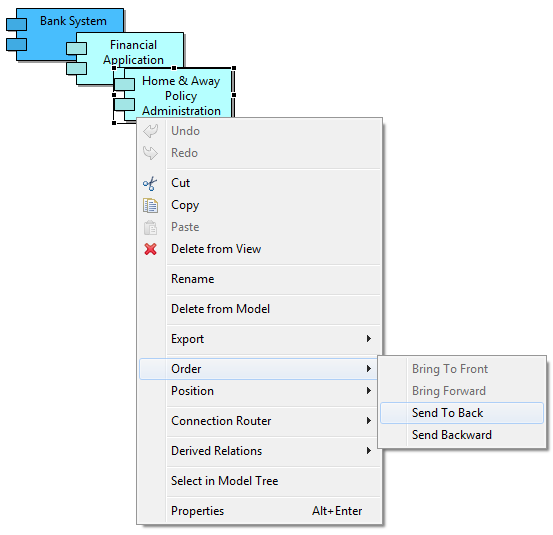 Bank System
Financial
Application
Home & Away
Policy
Administration
Undo
Redo
Cut
Copy
Paste
Delete from View
Rename
Delete from Model
Export
Order
Position
Connection Router
Derived Relations
Select in Model Tree
Properties Alt+Enter
Bring To Front
Bring Forward
Send To Back
Send Backward